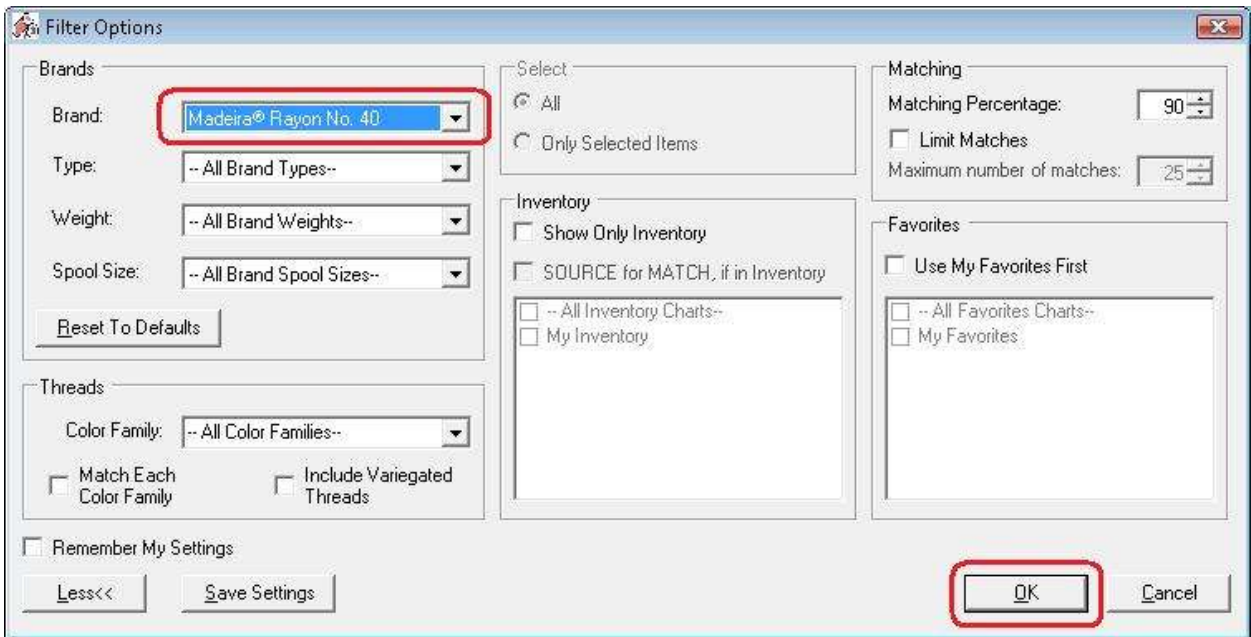 Filter Options
Brands
Brand: Madeira® Rayon No. 40
Type: -- All Brand Types--
Weight: -- All Brand Weights--
Spool Size: -- All Brand Spool Sizes--
Reset To Defaults
Threads
Color Family: -- All Color Families--
Match Each
Color Family
Include Variegated
Threads
Remember My Settings
Less<<
Save Settings
Select
All
Only Selected Items
Inventory
Show Only Inventory
SOURCE for MATCH, if in Inventory
-- All Inventory Charts--
My Inventory
Matching
Matching Percentage: 90
Limit Matches
Maximum number of matches: 25
Favorites
Use My Favorites First
-- All Favorites Charts--
My Favorites
OK
Cancel